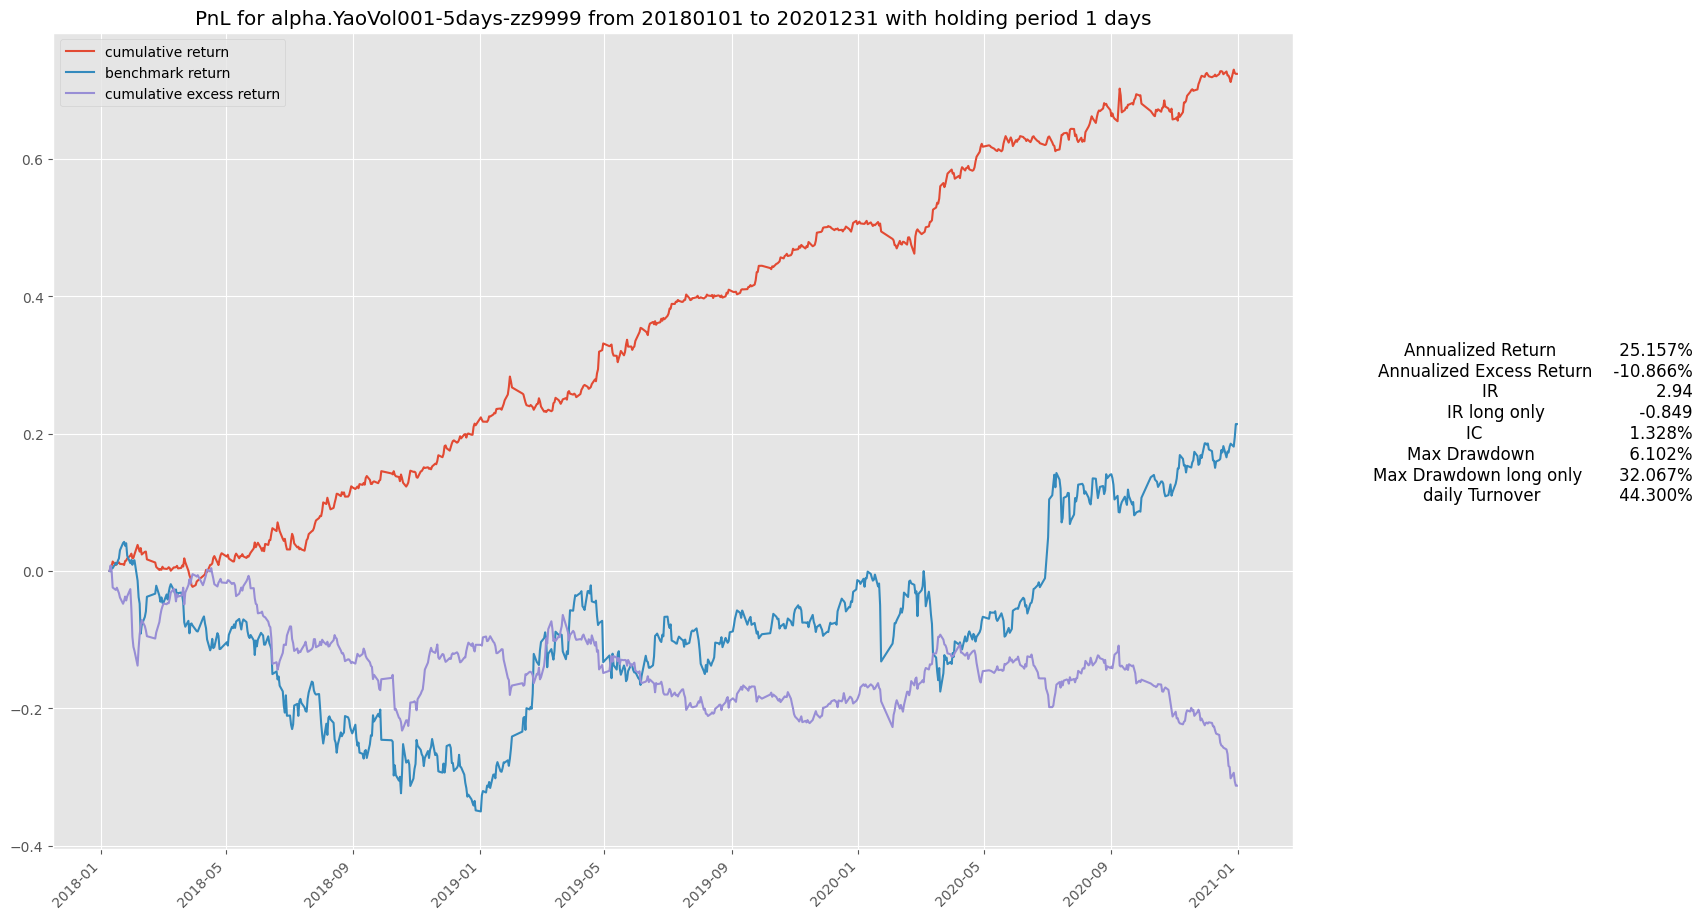 PnL for alpha.YaoVol001-5days-zz9999 from 20180101 to 20201231 with holding period 1 days
cumulative return
benchmark return
cumulative excess return
0.6
0.4
0.2
0.0
−0.2
−0.4
2018-01
2018-05
2018-09
2019-01
2019-05
2019-09
2020-01
2020-05
2020-09
2021-01
Annualized Return 25.157%
Annualized Excess Return -10.866%
IR 2.94
IR long only -0.849
IC 1.328%
Max Drawdown 6.102%
Max Drawdown long only 32.067%
daily Turnover 44.300%